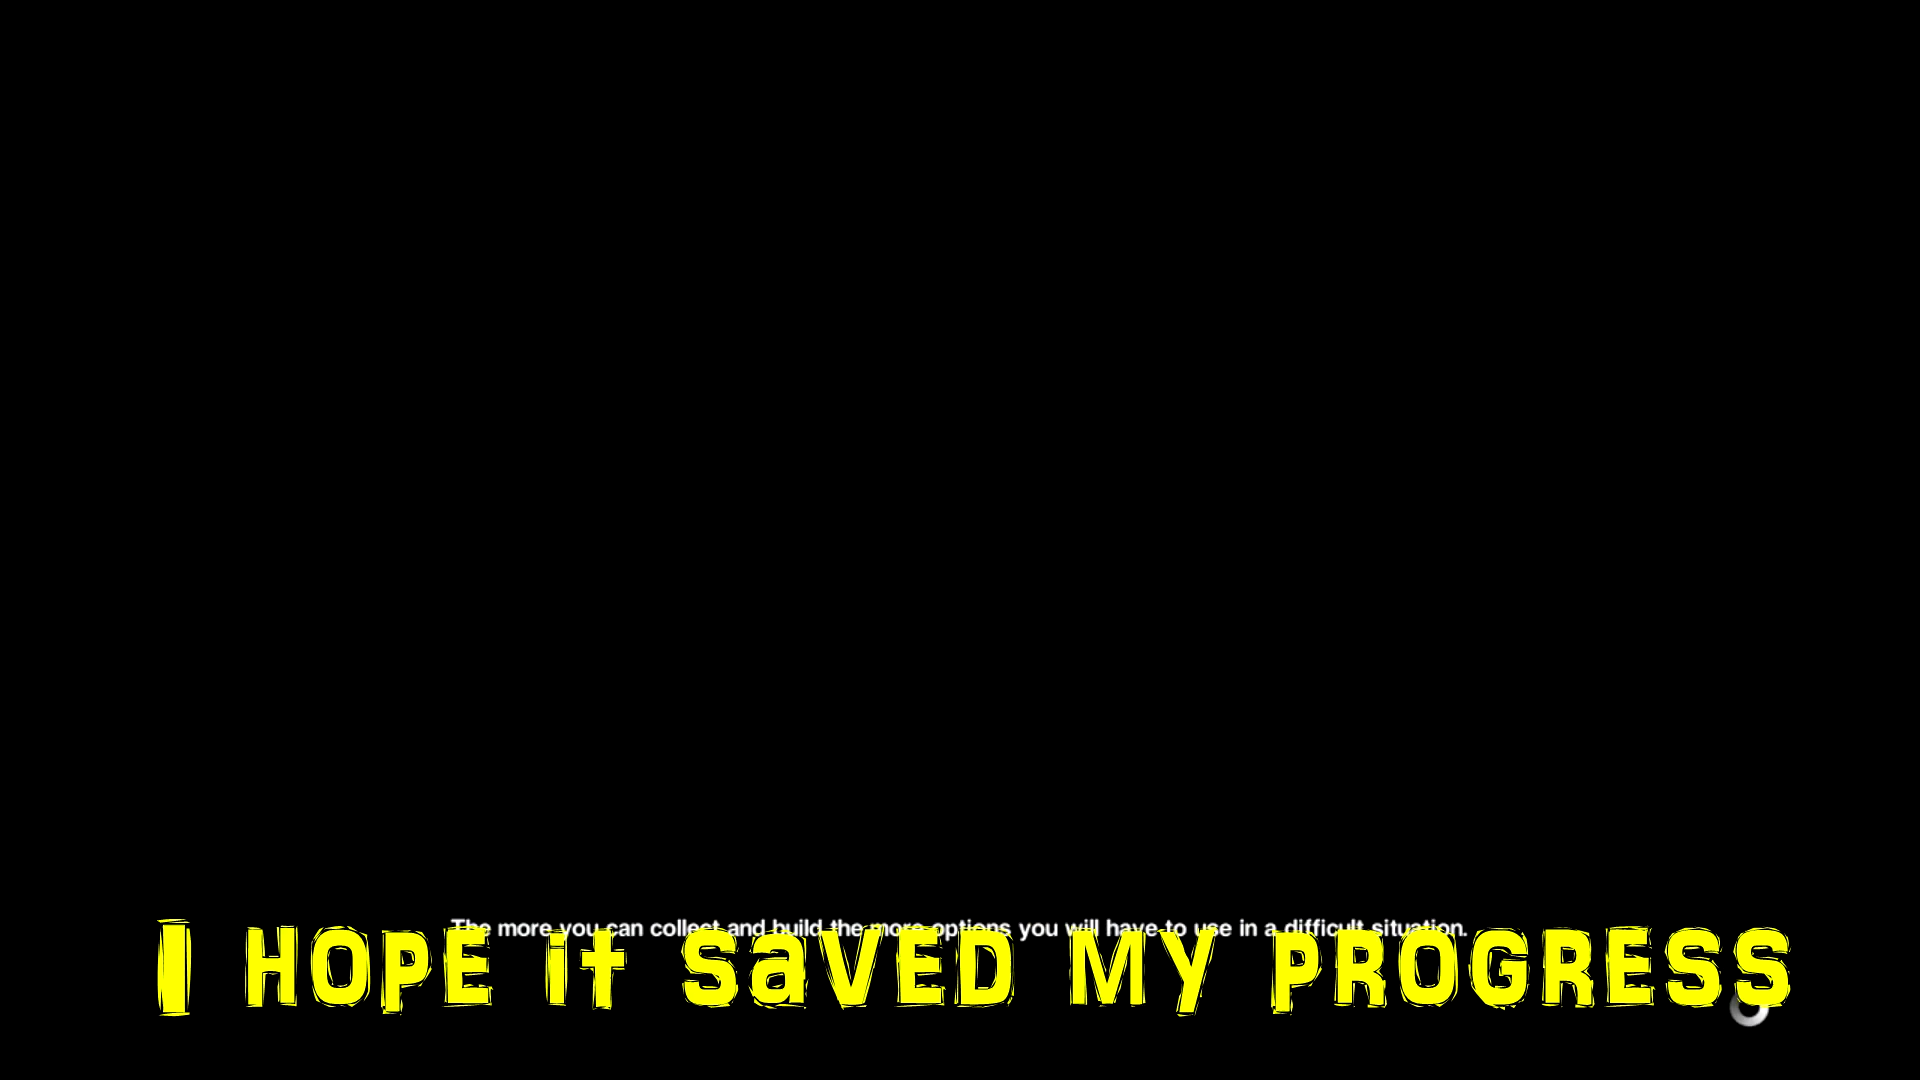 The more you can collect and build the more options you will have to use in a difficult situation.
I HOPE it SaVED MY PROGRESS